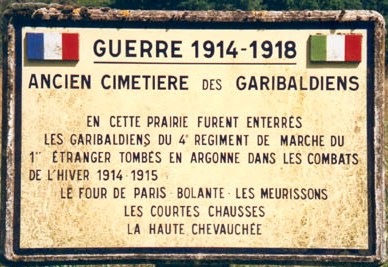 GUERRE 1914-1918
ANCIEN CIMETIERE DES GARIBALDIENS
EN CETTE PRAIRIE FURENT ENTERRÉS
LES GARIBALDIENS DU 4e REGIMENT DE MARCHE DU
1er ÉTRANGER TOMBÉS EN ARGONNE DANS LES COMBATS
DE L'HIVER 1914-1915
LE FOUR DE PARIS - BOLANTE - LES MEURISSONS
LES COURTES CHAUSSES
LA HAUTE CHEVAUCHÉE